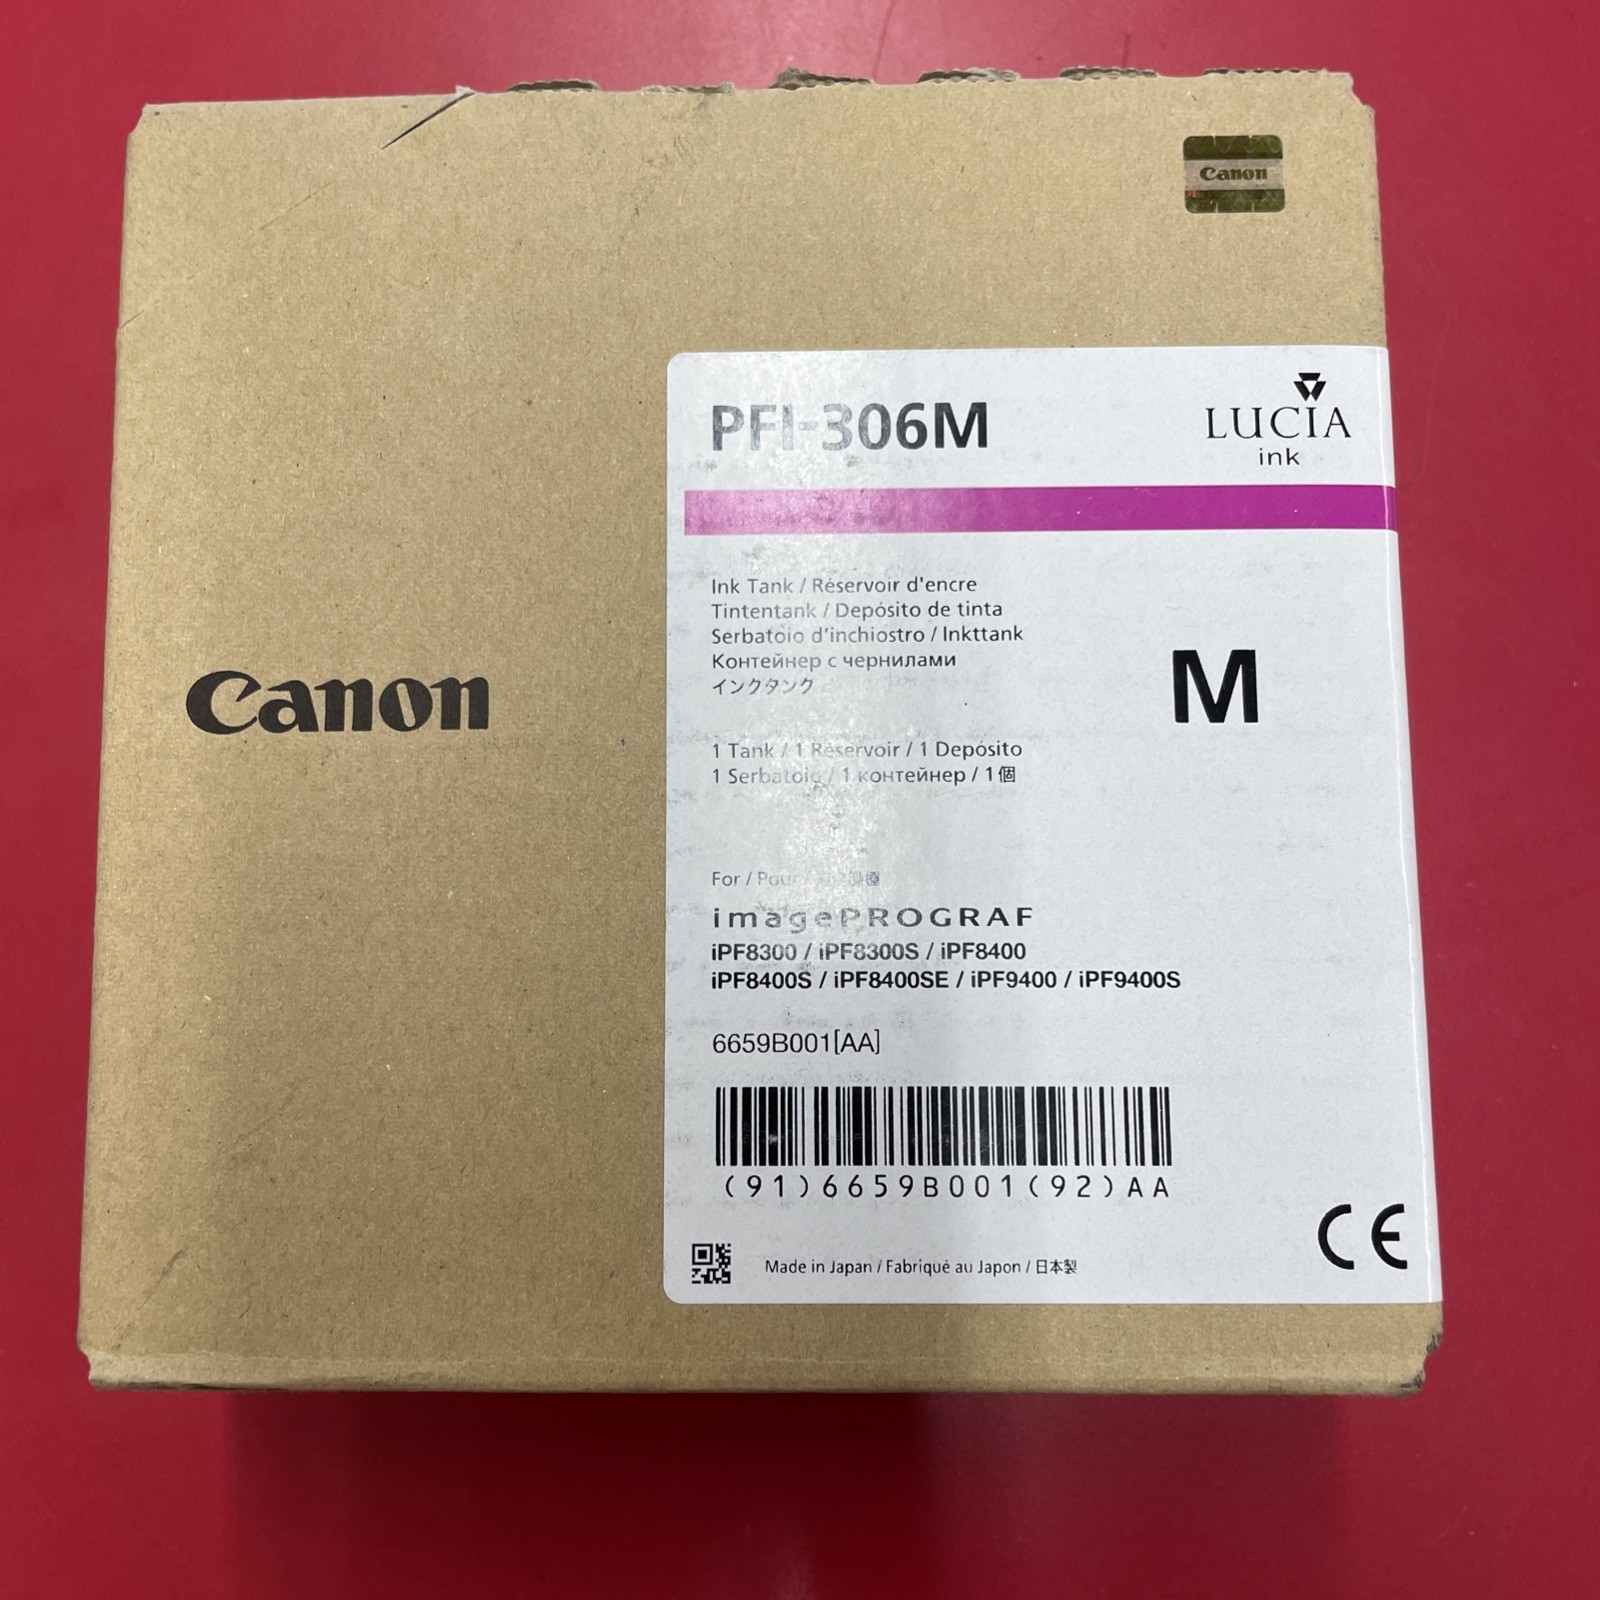 Canon
PFI-306M
LUCIA
ink
Ink Tank / Réservoir d'encre
Tintentank / Depósito de tinta
Serbatoio d'inchiostro / Inkttank
Контейнер с чернилами
インクタンク
M
Canon
1 Tank / 1 Réservoir / 1 Depósito
1 Serbatoio / 1 контейнер / 1個
For / Pour /
imagePROGRAF
iPF8300 / iPF8300S / iPF8400
iPF8400S / iPF8400SE / iPF9400 / iPF9400S
6659B001[AA]
(91)6659B001(92)AA
CE
Made in Japan / Fabriqué au Japon / 日本製